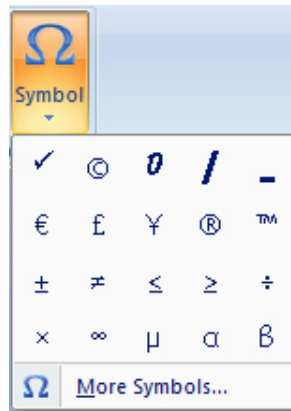 Ω
Symbol
✓ © 0 / -
€ £ ¥ ® ™
± ≠ ≤ ≥ ÷
× ∞ µ α β
Ω More Symbols...